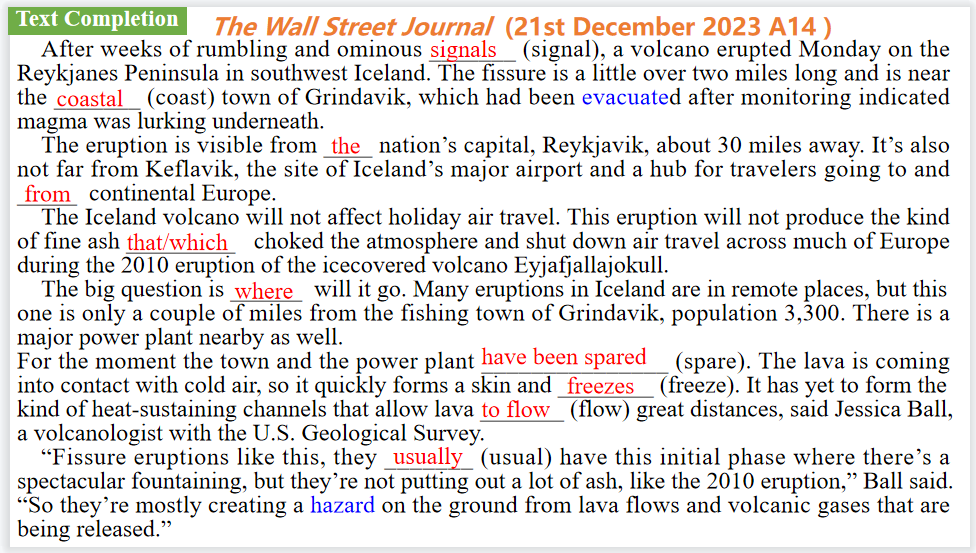 Text Completion
The Wall Street Journal (21st December 2023 A14 )
After weeks of rumbling and ominous signals (signal), a volcano erupted Monday on the
Reykjanes Peninsula in southwest Iceland. The fissure is a little over two miles long and is near
the coastal (coast) town of Grindavik, which had been evacuated after monitoring indicated
magma was lurking underneath.
The eruption is visible from the nation’s capital, Reykjavik, about 30 miles away. It’s also
not far from Keflavik, the site of Iceland’s major airport and a hub for travelers going to and
from continental Europe.
The Iceland volcano will not affect holiday air travel. This eruption will not produce the kind
of fine ash that/which choked the atmosphere and shut down air travel across much of Europe
during the 2010 eruption of the icecovered volcano Eyjafjallajokull.
The big question is where will it go. Many eruptions in Iceland are in remote places, but this
one is only a couple of miles from the fishing town of Grindavik, population 3,300. There is a
major power plant nearby as well.
For the moment the town and the power plant have been spared (spare). The lava is coming
into contact with cold air, so it quickly forms a skin and freezes (freeze). It has yet to form the
kind of heat-sustaining channels that allow lava to flow (flow) great distances, said Jessica Ball,
a volcanologist with the U.S. Geological Survey.
“Fissure eruptions like this, they usually (usual) have this initial phase where there’s a
spectacular fountaining, but they’re not putting out a lot of ash, like the 2010 eruption,” Ball said.
“So they’re mostly creating a hazard on the ground from lava flows and volcanic gases that are
being released.”